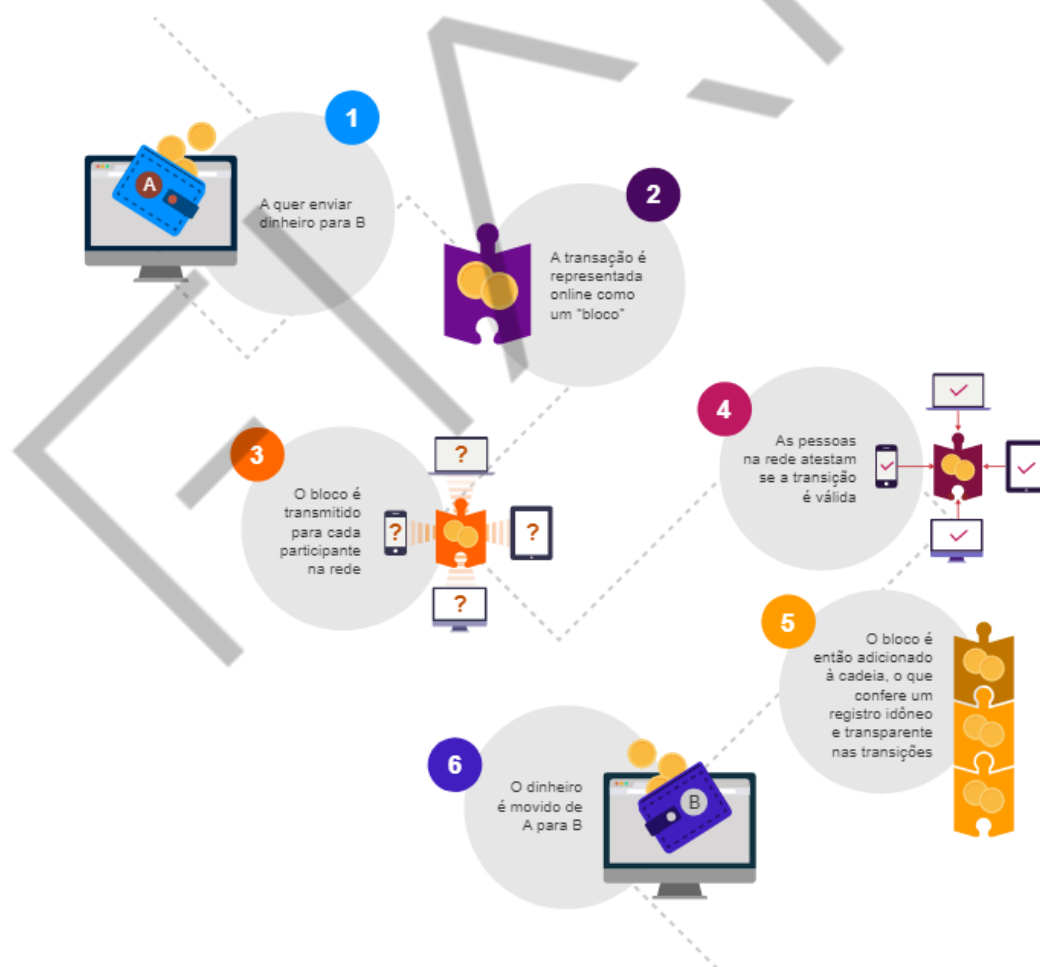 1
A
A quer enviar
dinheiro para B
2
A transação é
representada
online como
um "bloco"
3
O bloco é
transmitido
para cada
participante
na rede
?
?
?
?
4
As pessoas
na rede atestam
se a transição
é válida
5
O bloco é
então adicionado
à cadeia, o que
confere um
registro idôneo
e transparente
nas transições
6
O dinheiro
é movido de
A para B
B